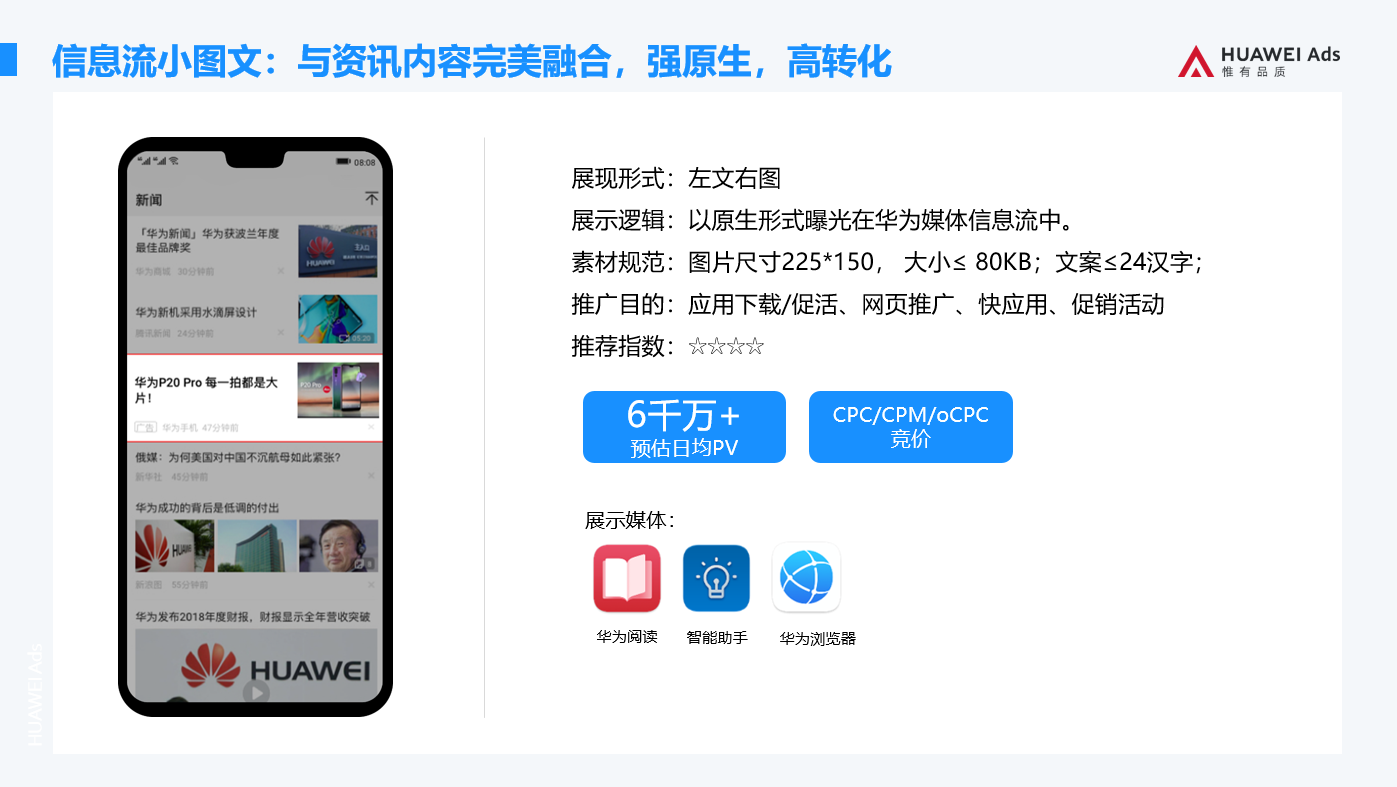 信息流小图文：与资讯内容完美融合，强原生，高转化
HUAWEI Ads
惟有品质
08:08
新闻
「华为新闻」华为获波兰年度
最佳品牌奖
华为商城 30分钟前
HUAWEI
华为新机采用水滴屏设计
腾讯新闻 24分钟前
05:20
华为P20 Pro 每一拍都是大
片！
P20 Pro
广告 华为手机 47分钟前
俄媒：为何美国对中国不沉航母如此紧张?
新华社 45分钟前
华为成功的背后是低调的付出
HUAWEI
新浪图 55分钟前
华为发布2018年度财报，财报显示全年营收突破
HUAWEI
展现形式：左文右图
展示逻辑：以原生形式曝光在华为媒体信息流中。
素材规范：图片尺寸225*150， 大小≤ 80KB；文案≤24汉字；
推广目的：应用下载/促活、网页推广、快应用、促销活动
推荐指数：☆☆☆☆
6千万+
预估日均PV
CPC/CPM/oCPC
竞价
展示媒体：
华为阅读
智能助手
华为浏览器
HUAWEI Ads